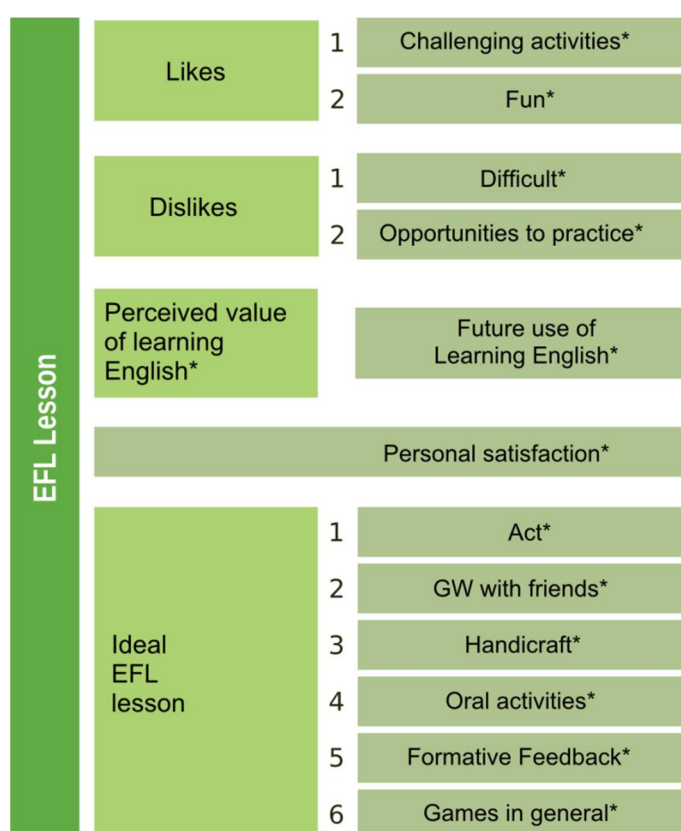 EFL Lesson
Likes
1 Challenging activities*
2 Fun*
Dislikes
1 Difficult*
2 Opportunities to practice*
Perceived value
of learning
English*
Future use of
Learning English*
Personal satisfaction*
Ideal
EFL
lesson
1 Act*
2 GW with friends*
3 Handicraft*
4 Oral activities*
5 Formative Feedback*
6 Games in general*